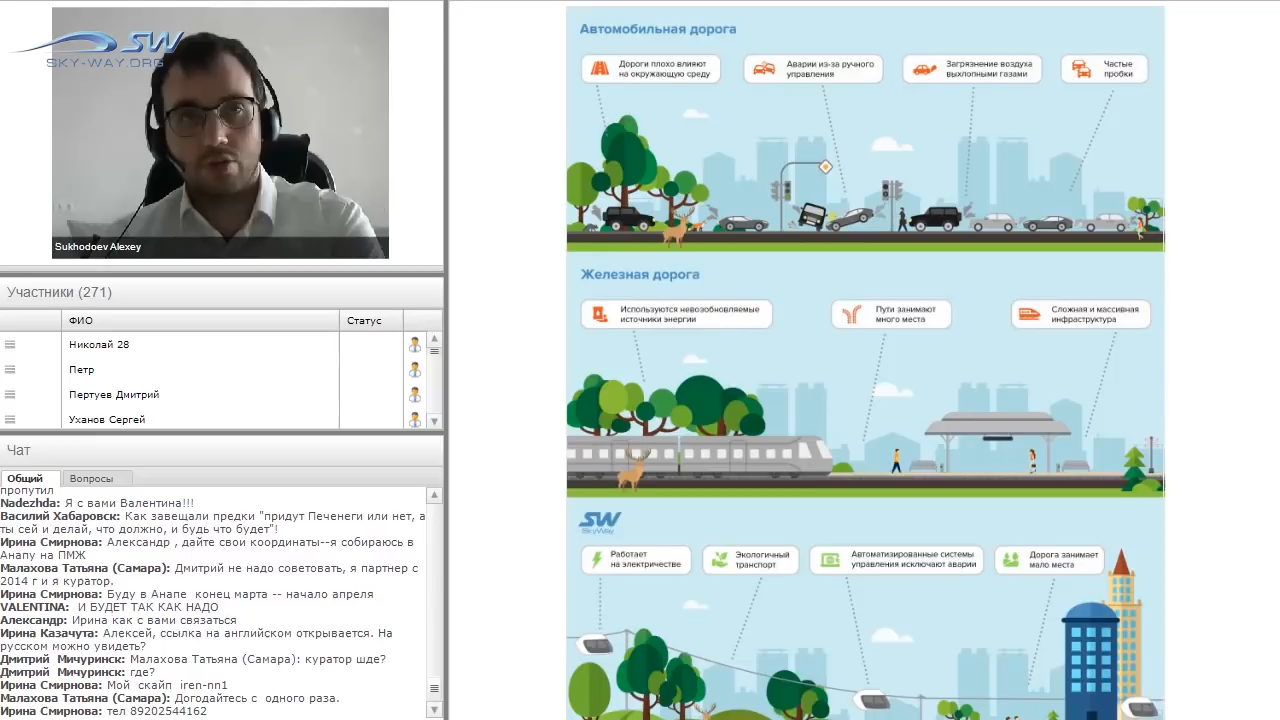 SW
SKY-WAY.ORG
Sukhodoev Alexey
Участники (271)
ФИО
Статус
Николай 28
Петр
Пертуев Дмитрий
Уханов Сергей
Чат
Общий
Вопросы
пропутил
Nadezhda: Я с вами Валентина!!!
Василий Хабаровск: Как завещали предки "придут Печенеги или нет, а
ты сей и делай, что должно, и будь что будет"!
Ирина Смирнова: Александр , дайте свои координаты--я собираюсь в
Анапу на ПМЖ
Малахова Татьяна (Самара): Дмитрий не надо советовать, я партнер с
2014 г и я куратор.
Ирина Смирнова: Буду в Анапе конец марта -- начало апреля
VALENTINA: И БУДЕТ ТАК КАК НАДО
Александр: Ирина как с вами связаться
Ирина Казачута: Алексей, ссылка на английском открывается. На
русском можно увидеть?
Дмитрий Мичуринск: Малахова Татьяна (Самара): куратор шде?
Дмитрий Мичуринск: где?
Ирина Смирнова: Мой скайп iren-nn1
Малахова Татьяна (Самара): Догодайтесь с одного раза.
Ирина Смирнова: тел 89202544162
Автомобильная дорога
Дороги плохо влияют
на окружающую среду
Аварии из-за ручного
управления
Загрязнение воздуха
выхлопными газами
Частые
пробки
Железная дорога
Используются невозобновляемые
источники энергии
Пути занимают
много места
Сложная и массивная
инфраструктура
SW
SkyWay
Работает
на электричестве
Экологичный
транспорт
Автоматизированные системы
управления исключают аварии
Дорога занимает
мало места